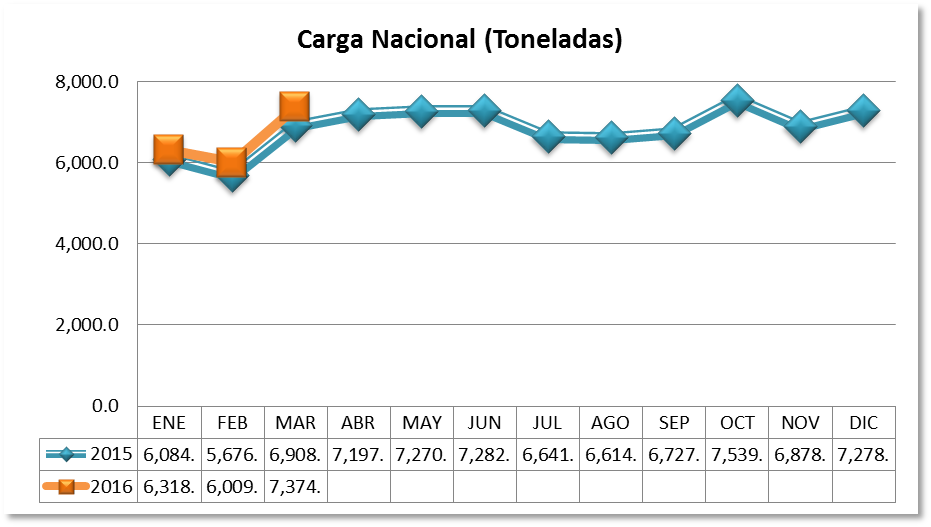 Carga Nacional (Toneladas)
8,000.0
6,000.0
4,000.0
2,000.0
0.0
ENE FEB MAR ABR MAY JUN JUL AGO SEP OCT NOV DIC
2015 6,084. 5,676. 6,908. 7,197. 7,270. 7,282. 6,641. 6,614. 6,727. 7,539. 6,878. 7,278.
2016 6,318. 6,009. 7,374.